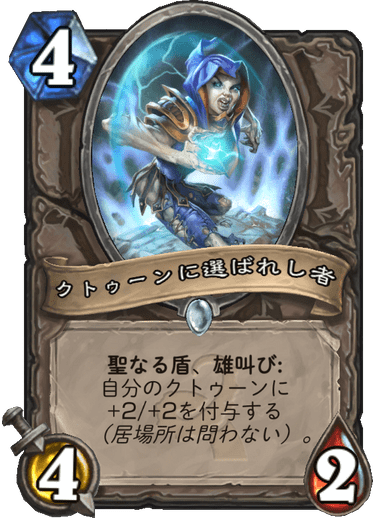 4
クトゥーンに選ばれし者
聖なる盾、雄叫び:
自分のクトゥーンに
+2/+2を付与する
（居場所は問わない）。
4
2